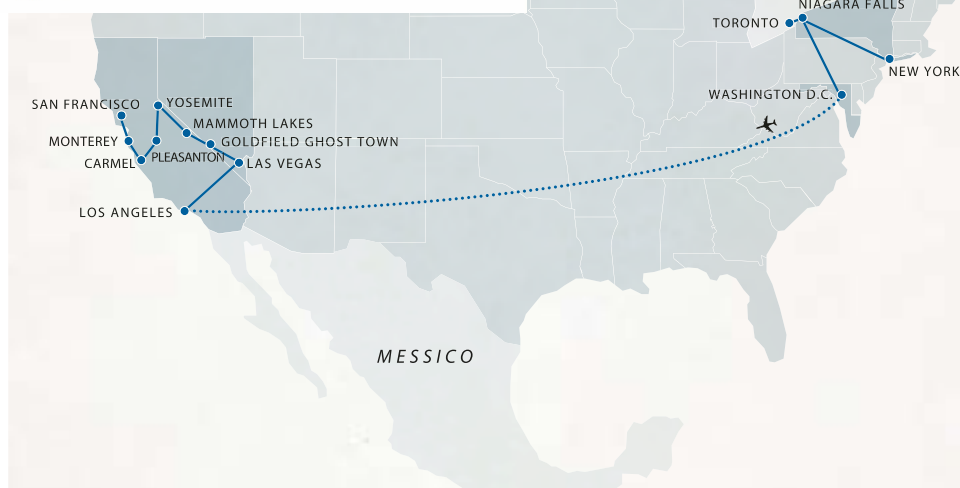 NIAGARA FALLS
TORONTO
NEW YORK
WASHINGTON D.C.
SAN FRANCISCO
YOSEMITE
MAMMOTH LAKES
MONTEREY
GOLDFIELD GHOST TOWN
PLEASANTON
CARMEL
LAS VEGAS
LOS ANGELES
MESSICO